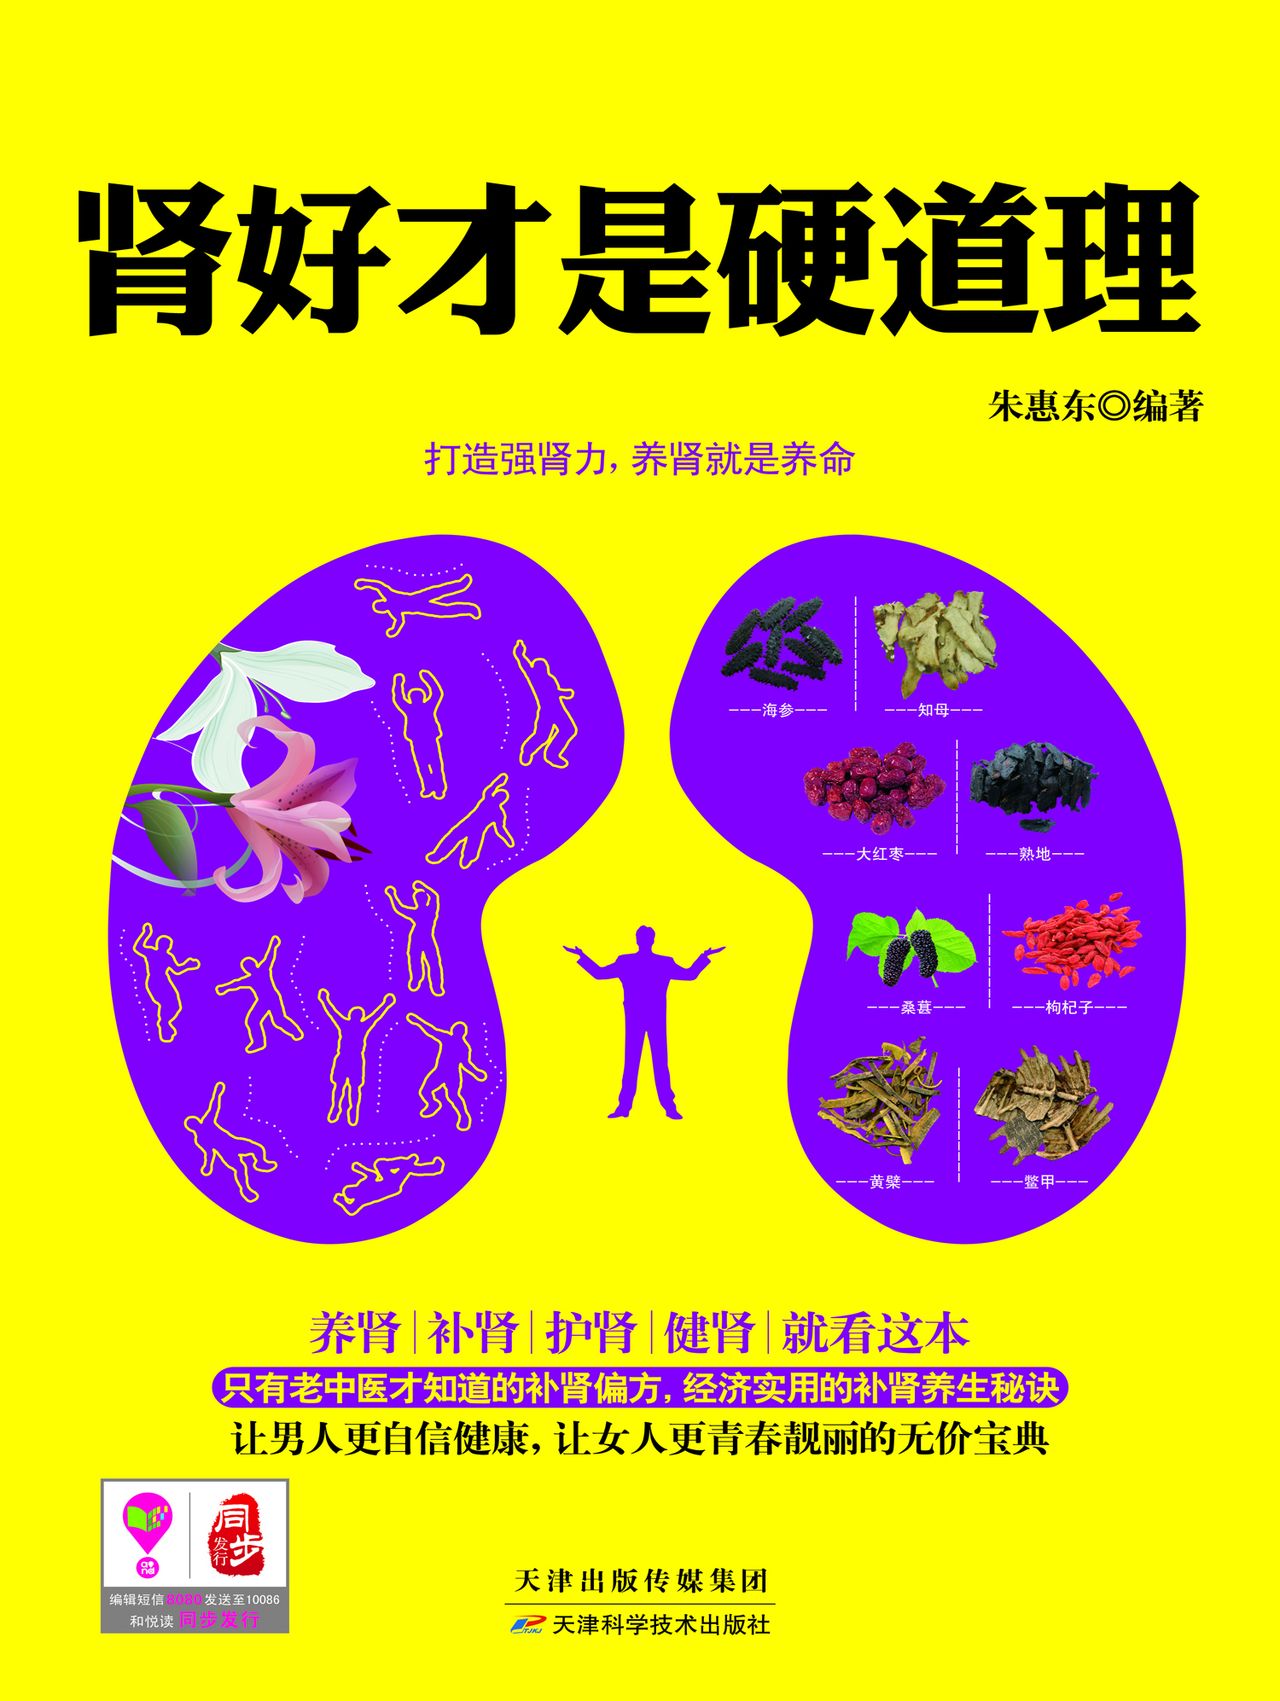 肾好才是硬道理
朱惠东◎编著
打造强肾力，养肾就是养命
---海参---
---知母---
---大红枣---
---熟地---
---桑葚---
---枸杞子---
---黄檗---
---鳖甲---
养肾|补肾|护肾|健肾|就看这本
只有老中医才知道的补肾偏方，经济实用的补肾养生秘诀
让男人更自信健康，让女人更青春靓丽的无价宝典
同步
发行
编辑短信8080发送至10086
和悦读 同步发行
天津出版传媒集团
TJKJ 天津科学技术出版社